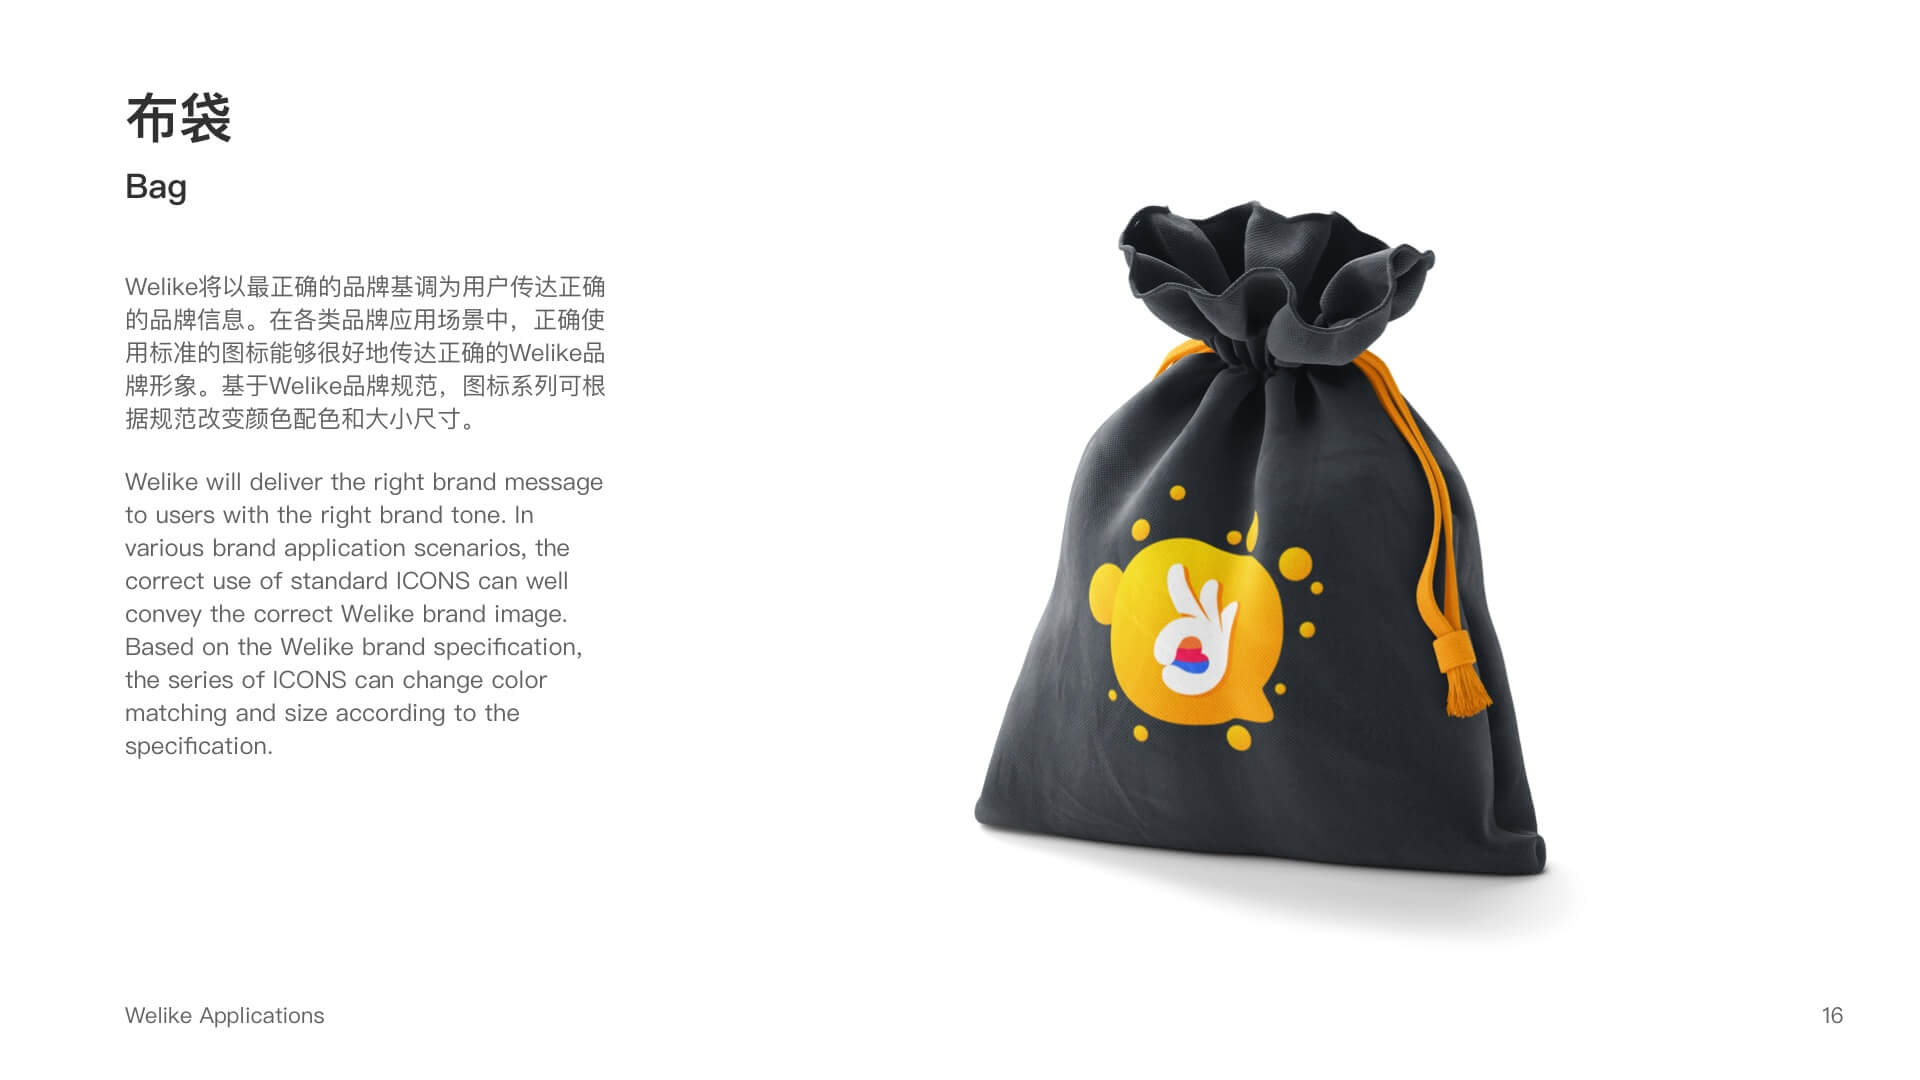 布袋
Bag
Welike将以最正确的品牌基调为用户传达正确
的品牌信息。在各类品牌应用场景中，正确使
用标准的图标能够很好地传达正确的Welike品
牌形象。基于Welike品牌规范，图标系列可根
据规范改变颜色配色和大小尺寸。
Welike will deliver the right brand message
to users with the right brand tone. In
various brand application scenarios, the
correct use of standard ICONS can well
convey the correct Welike brand image.
Based on the Welike brand specification,
the series of ICONS can change color
matching and size according to the
specification.
Welike Applications
16